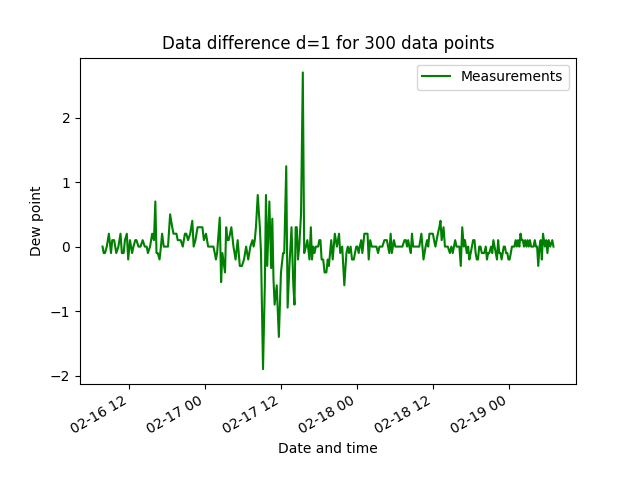 Data difference d=1 for 300 data points
Measurements
Dew point
2
1
0
−1
−2
02-16 12
02-17 00
02-17 12
02-18 00
02-18 12
02-19 00
Date and time